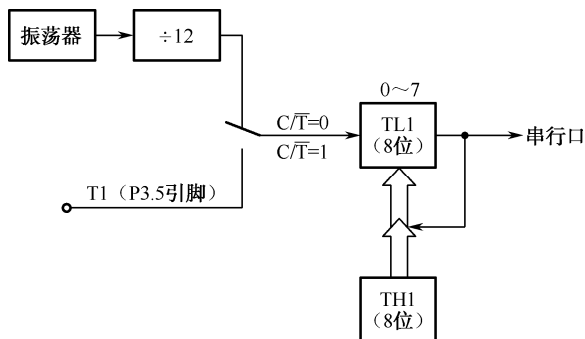 振荡器
÷12
0～7
C/T̅=0
TL1
（8位）
串行口
C/T̅=1
T1（P3.5引脚）
TH1
（8位）